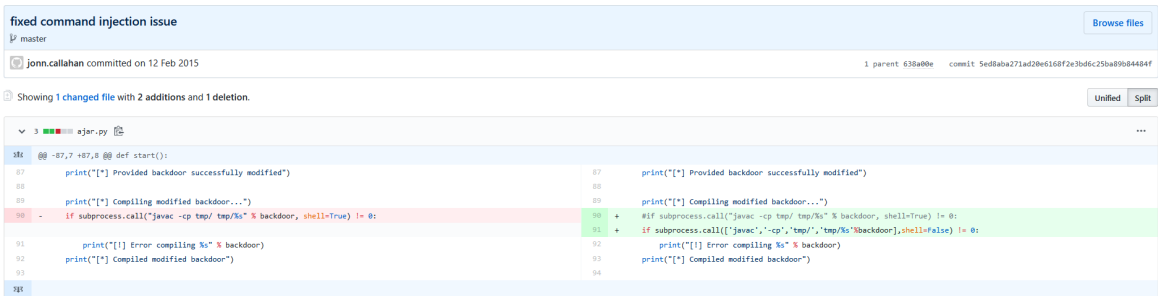 fixed command injection issue
Browse files
master
jonn.callahan committed on 12 Feb 2015
1 parent 638a00e commit 5ed8aba271ad20e6168f2e3bd6c25ba89b84484f
Showing 1 changed file with 2 additions and 1 deletion.
Unified Split
3 ajar.py
@@ -87,7 +87,8 @@ def start():
87 print("[*] Provided backdoor successfully modified") 87 print("[*] Provided backdoor successfully modified")
88 88
89 print("[*] Compiling modified backdoor...") 89 print("[*] Compiling modified backdoor...")
90 - if subprocess.call("javac -cp tmp/ tmp/%s" % backdoor, shell=True) != 0: 90 + #if subprocess.call("javac -cp tmp/ tmp/%s" % backdoor, shell=True) != 0:
91 + if subprocess.call(['javac','-cp','tmp/','tmp/%s'%backdoor],shell=False) != 0:
91 print("[!] Error compiling %s" % backdoor) 92 print("[!] Error compiling %s" % backdoor)
92 print("[*] Compiled modified backdoor") 93 print("[*] Compiled modified backdoor")
93 94